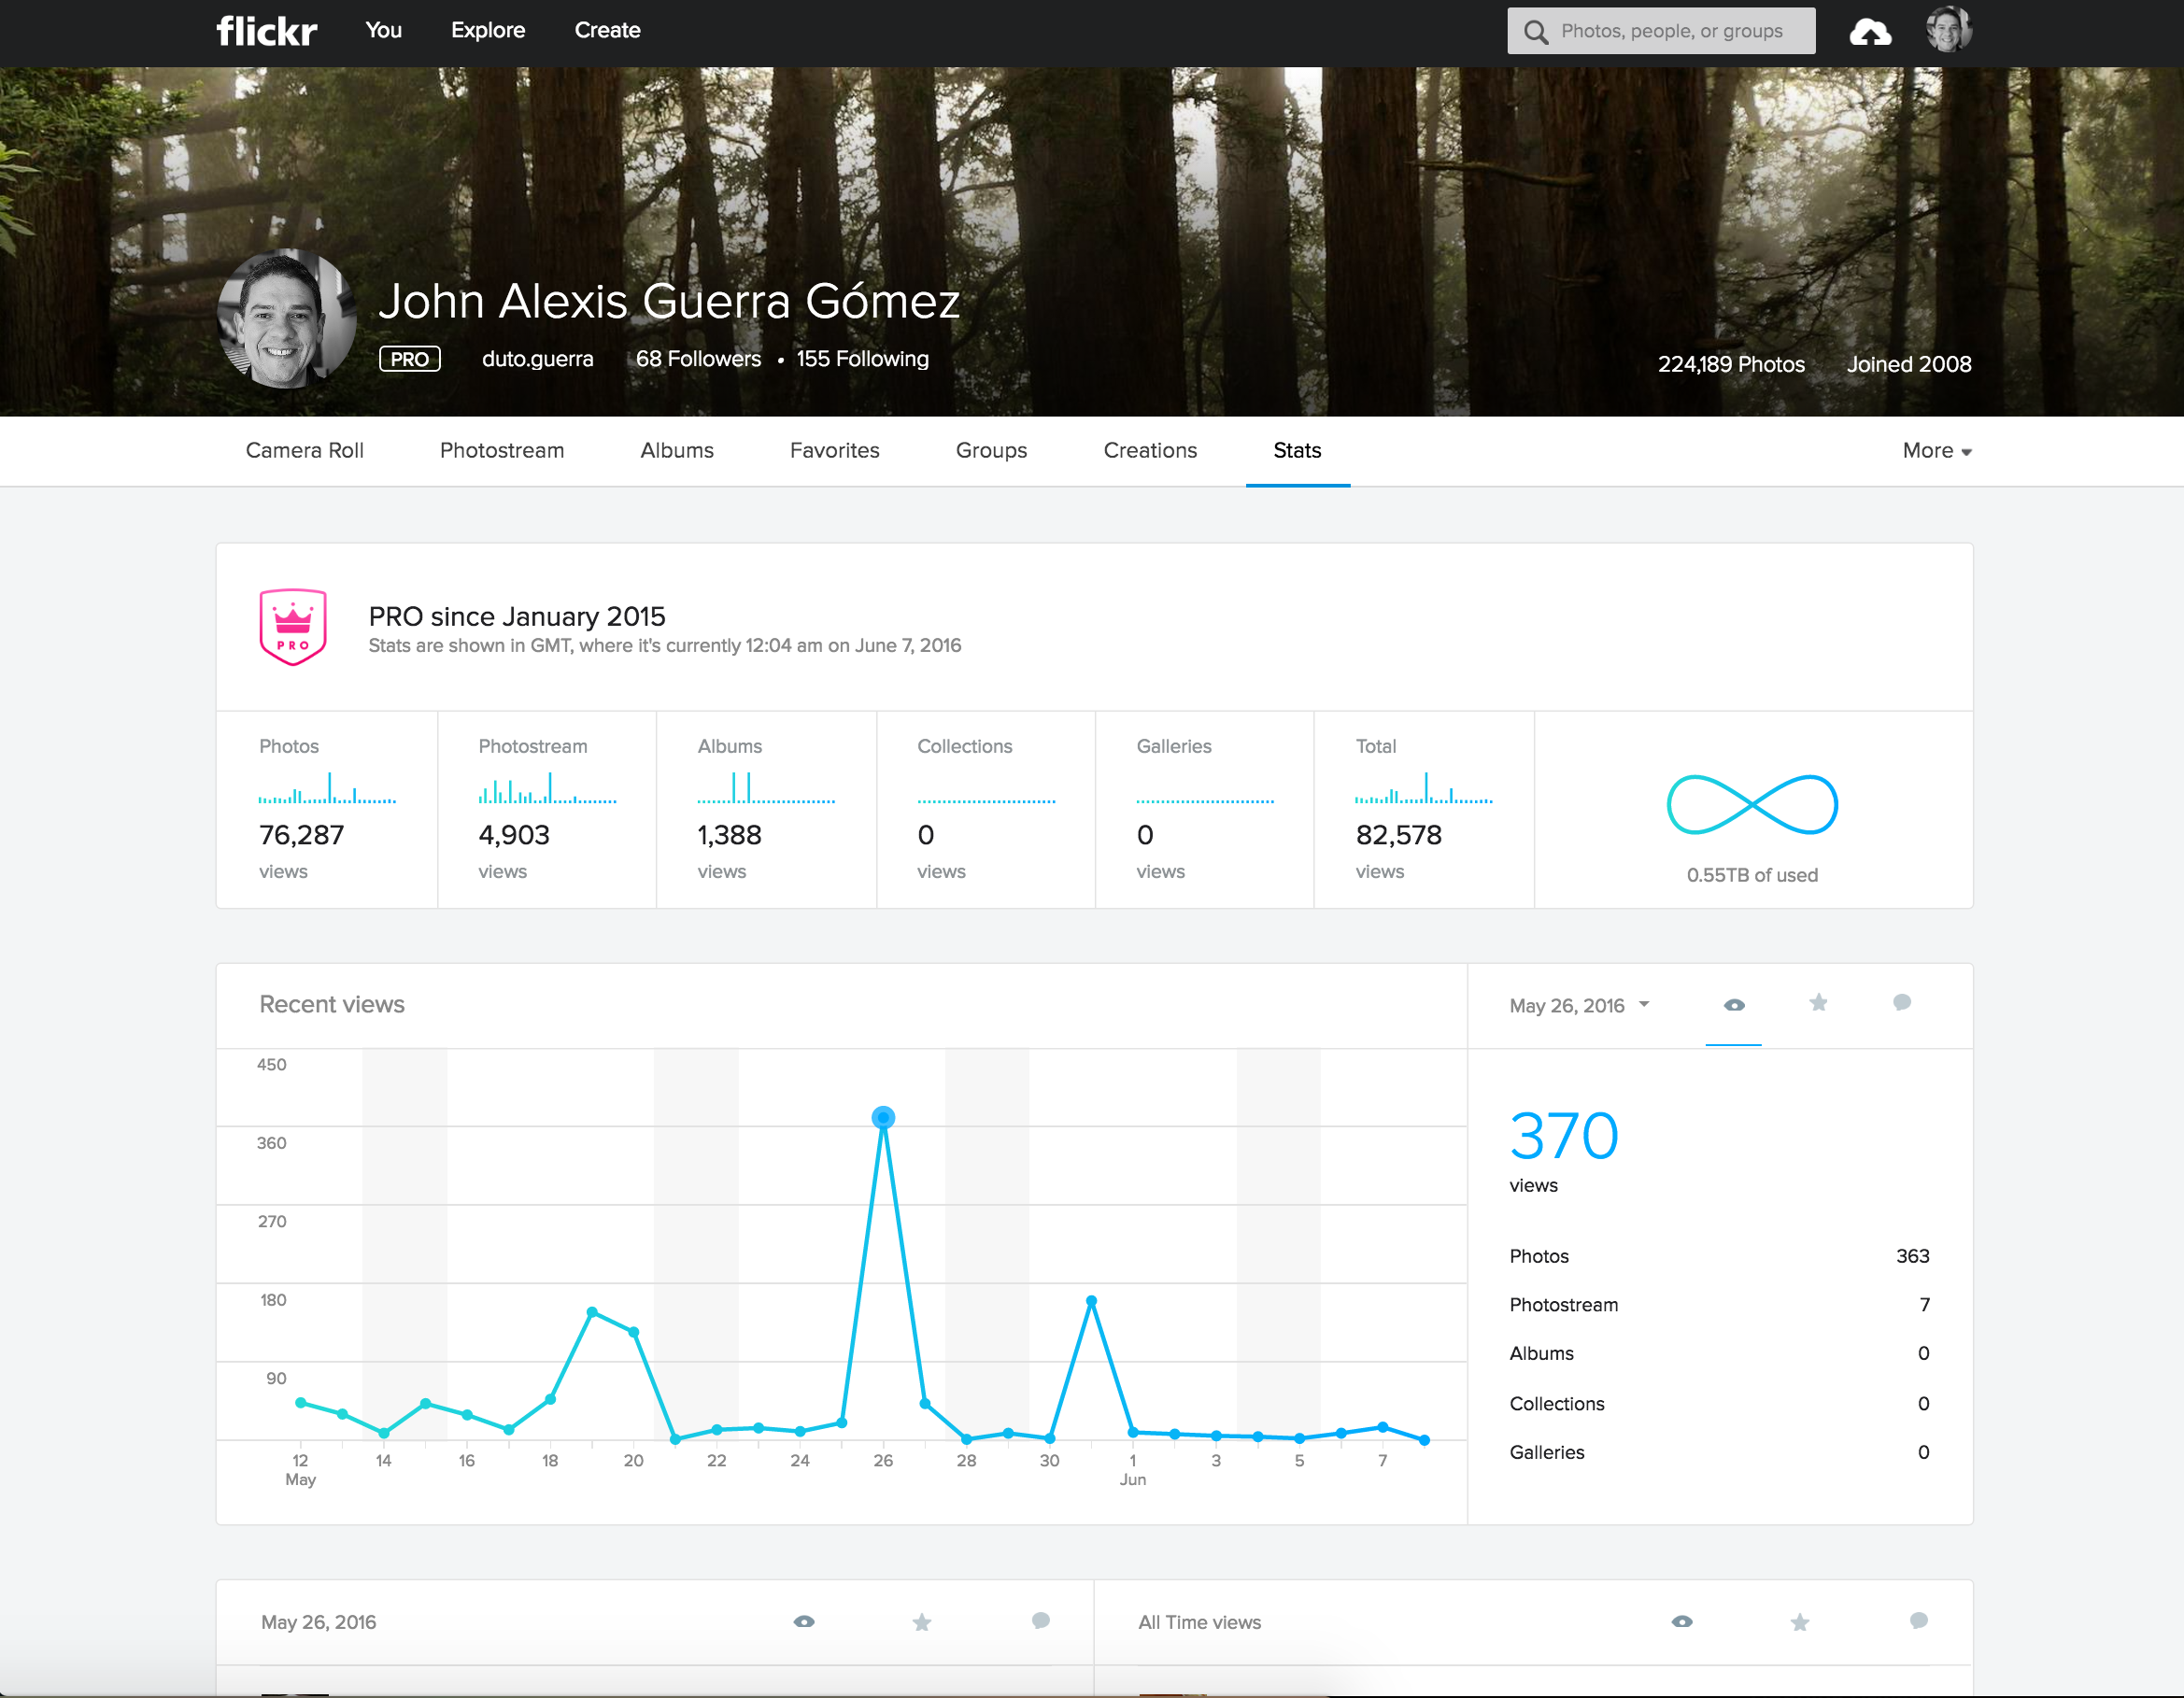 flickr You Explore Create Photos, people, or groups
John Alexis Guerra Gómez
PRO duto.guerra 68 Followers • 155 Following 224,189 Photos Joined 2008
Camera Roll Photostream Albums Favorites Groups Creations Stats More
PRO
PRO since January 2015
Stats are shown in GMT, where it's currently 12:04 am on June 7, 2016
Photos Photostream Albums Collections Galleries Total
76,287 4,903 1,388 0 0 82,578
views views views views views views 0.55TB of used
Recent views
450
360
270
180
90
12 14 16 18 20 22 24 26 28 30 1 3 5 7
May Jun
May 26, 2016
370
views
Photos 363
Photostream 7
Albums 0
Collections 0
Galleries 0
May 26, 2016 All Time views